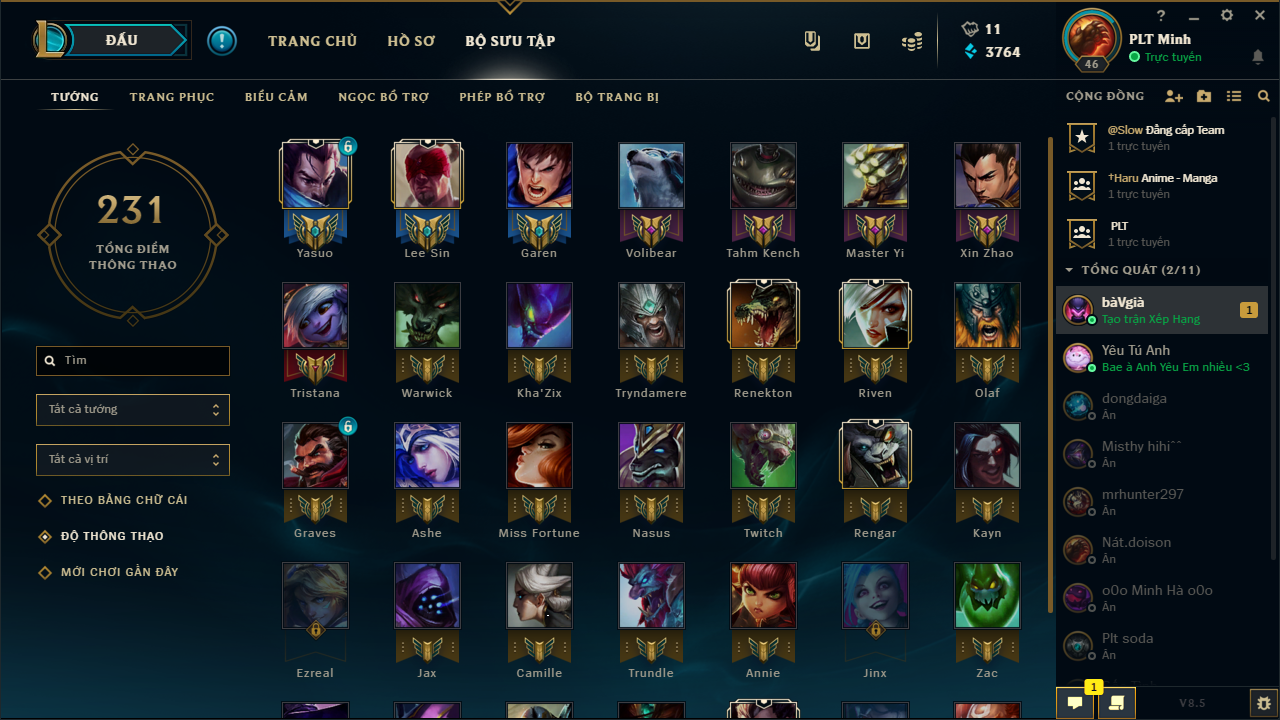 ĐẤU
TRANG CHỦ
HỒ SƠ
BỘ SƯU TẬP
11
3764
46
PLT Minh
Trực tuyến
TƯỚNG
TRANG PHỤC
BIỂU CẢM
NGỌC BỔ TRỢ
PHÉP BỔ TRỢ
BỘ TRANG BỊ
231
TỔNG ĐIỂM
THÔNG THẠO
Tìm
Tất cả tướng
Tất cả vị trí
THEO BẢNG CHỮ CÁI
ĐỘ THÔNG THẠO
MỚI CHƠI GẦN ĐÂY
6
Yasuo
Lee Sin
Garen
Volibear
Tahm Kench
Master Yi
Xin Zhao
Tristana
Warwick
Kha'Zix
Tryndamere
Renekton
Riven
Olaf
6
Graves
Ashe
Miss Fortune
Nasus
Twitch
Rengar
Kayn
Ezreal
Jax
Camille
Trundle
Annie
Jinx
Zac
CỘNG ĐỒNG
@Slow Đẳng cấp Team
1 trực tuyến
†Haru Anime - Manga
1 trực tuyến
PLT
1 trực tuyến
TỔNG QUÁT (2/11)
bàVgià
Tạo trận Xếp Hạng
1
Yêu Tú Anh
Bae à Anh Yêu Em nhiều <3
dongdaiga
Ẩn
Misthy hihi^^
Ẩn
mrhunter297
Ẩn
Nát.doison
Ẩn
o0o Minh Hà o0o
Ẩn
Plt soda
Ẩn
1
V8.5